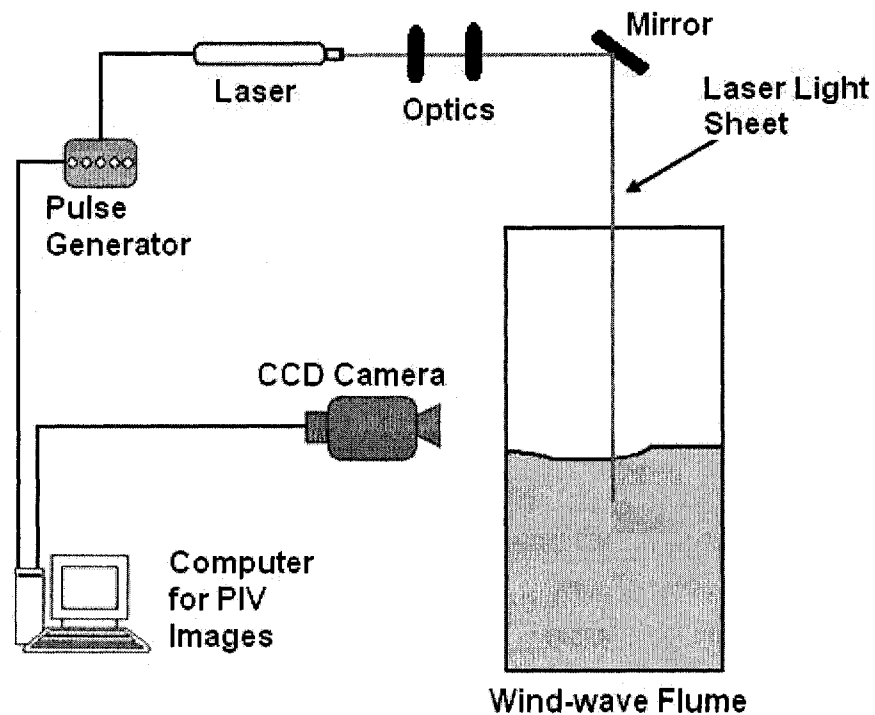 Mirror
Laser
Optics
Laser Light
Sheet
Pulse
Generator
CCD Camera
Computer
for PIV
Images
Wind-wave Flume